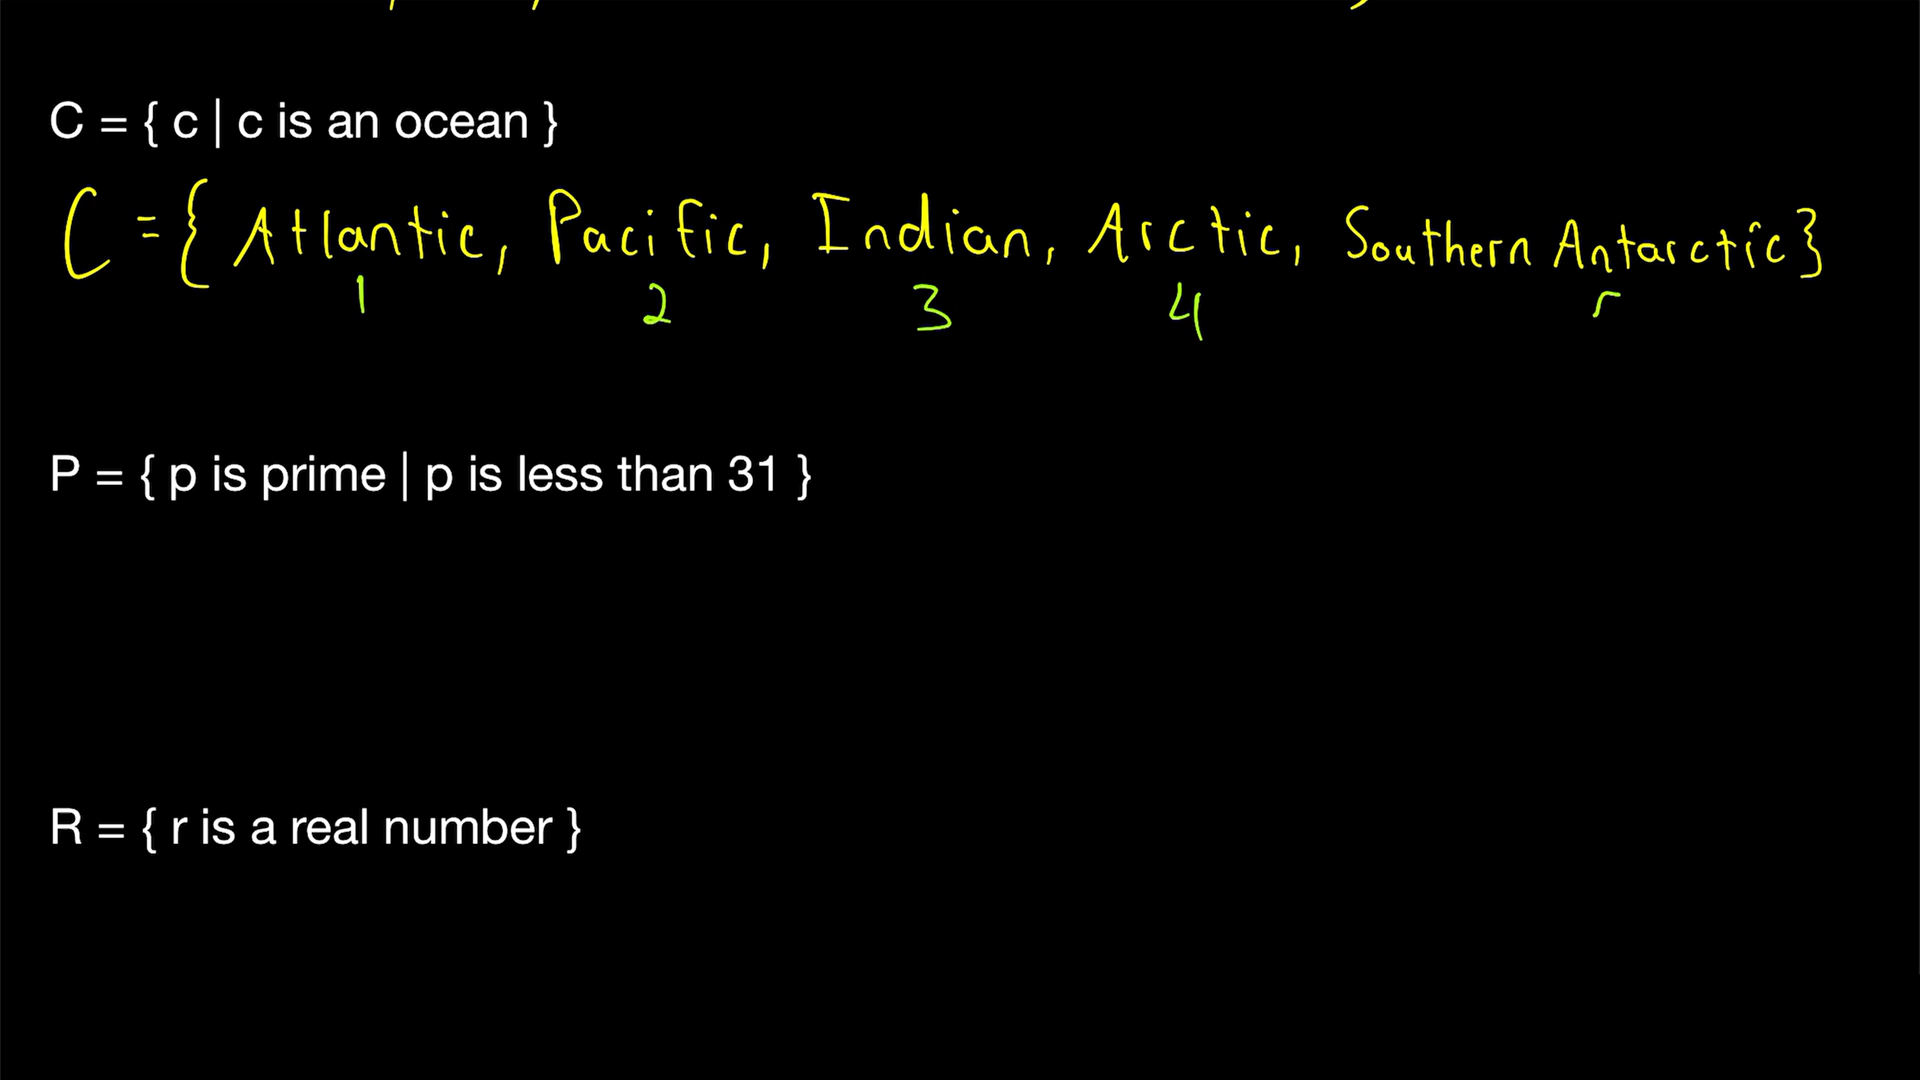 C = { c | c is an ocean }
C = { Atlantic, Pacific, Indian, Arctic, Southern Antarctic }
1 2 3 4
P = { p is prime | p is less than 31 }
R = { r is a real number }